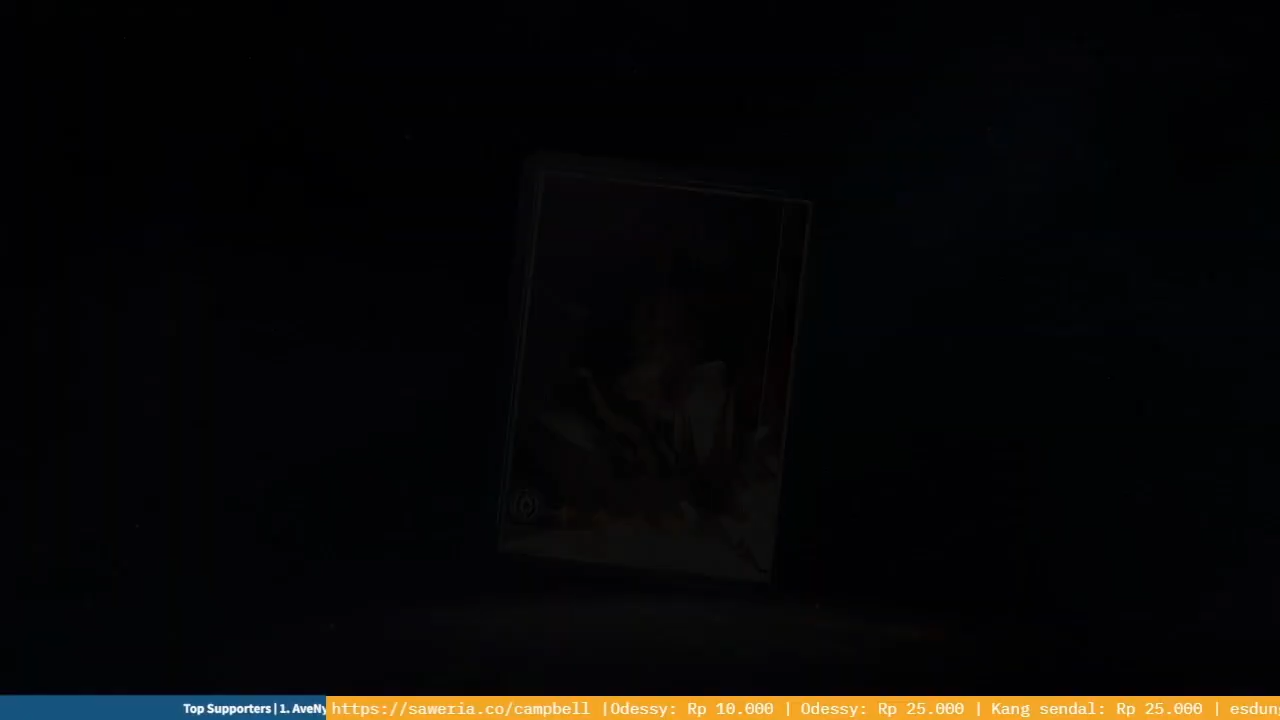 Top Supporters | 1. AveNy
https://saweria.co/campbell |Odessy: Rp 10.000 | Odessy: Rp 25.000 | Kang sendal: Rp 25.000 | esdun